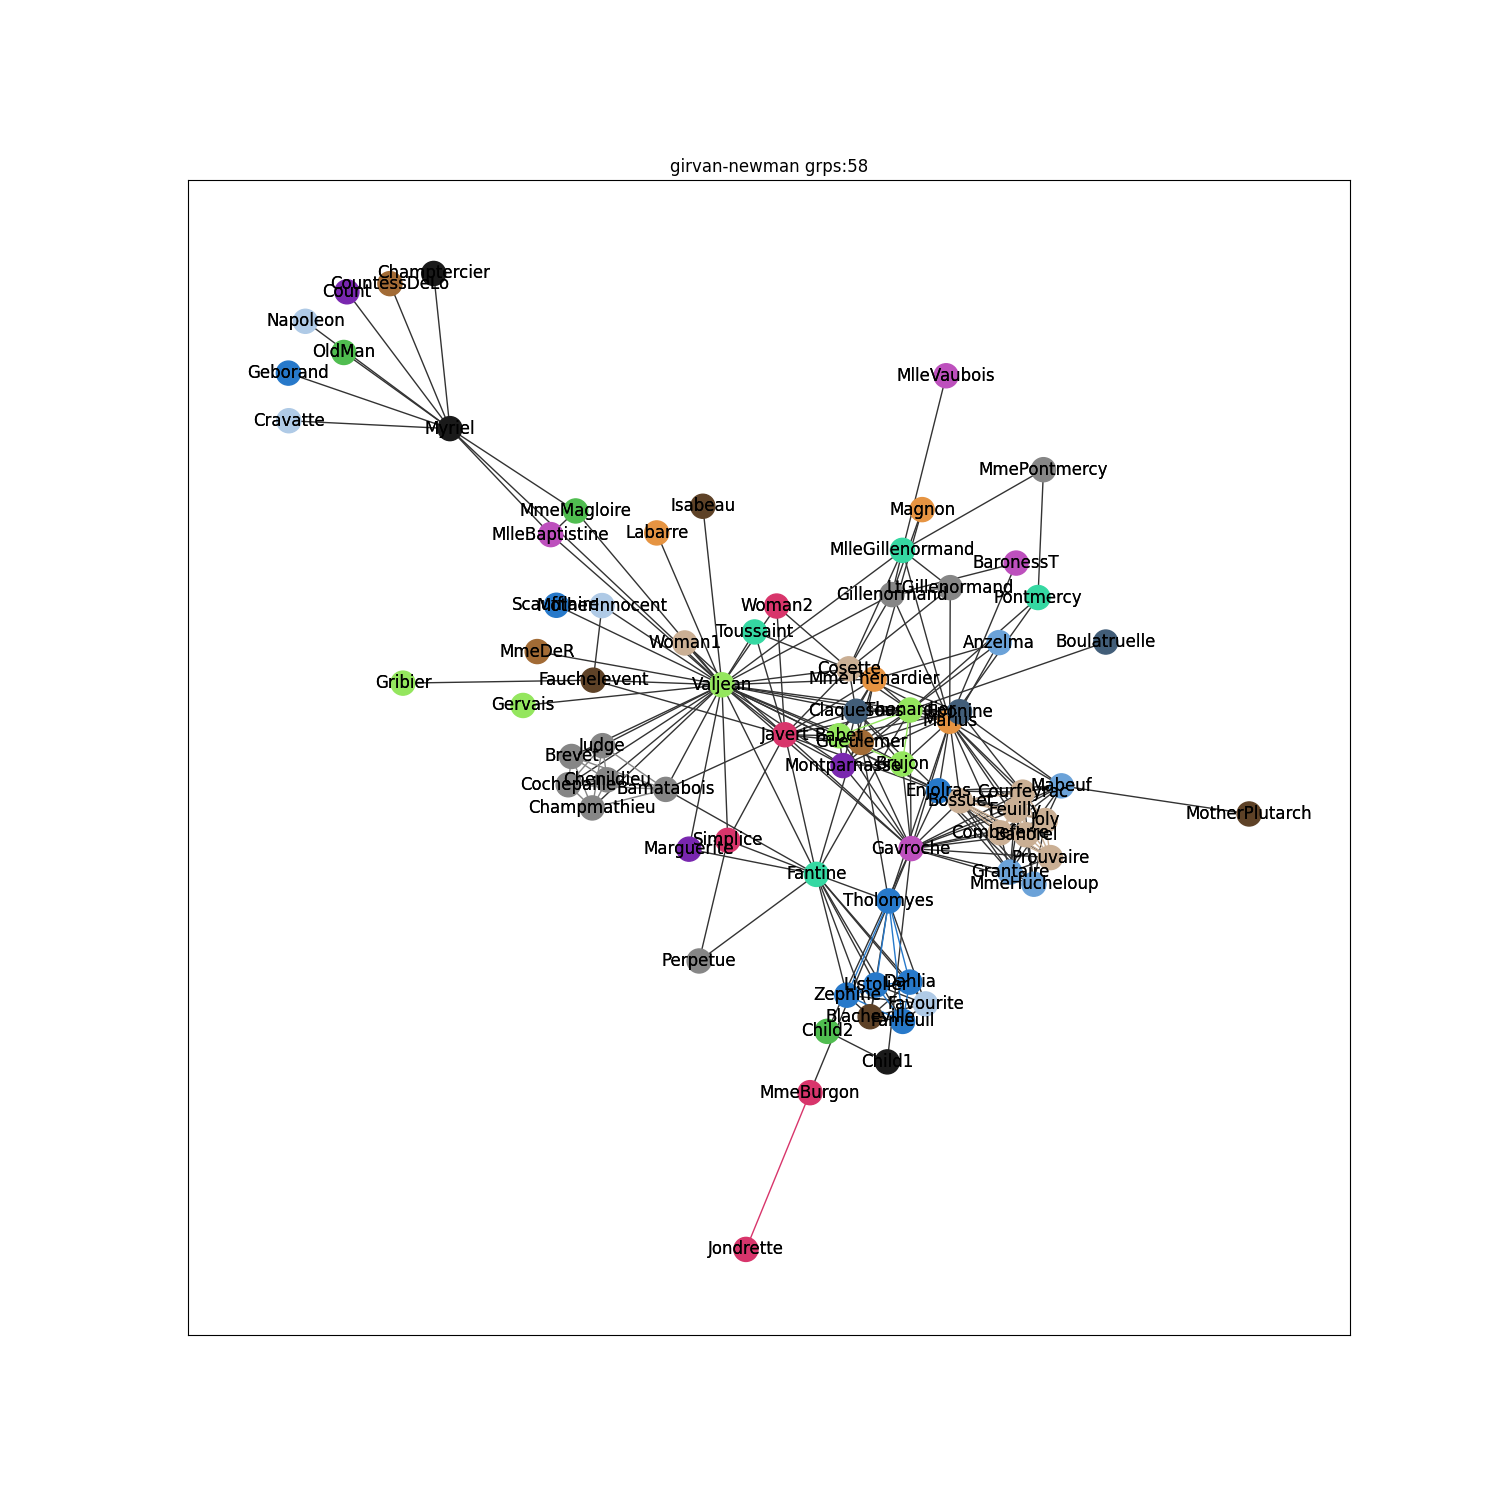 girvan-newman grps:58
Champtercier
CountessDeLo
Count
Napoleon
OldMan
Geborand
MlleVaubois
Cravatte
Myriel
MmePontmercy
Isabeau
Magnon
MmeMagloire
Labarre
MlleBaptistine
MlleGillenormand
BaronessT
LtGillenormand
Gillenormand
Pontmercy
Scaufflaire
MotherInnocent
Woman2
Toussaint
Woman1
Anzelma
Boulatruelle
MmeDeR
Cosette
Fauchelevent
MmeThenardier
Gribier
Valjean
Gervais
Claquesous
Thenardier
Eponine
Marius
Javert
Babet
Gueulemer
Judge
Brevet
Montparnasse
Brujon
Chenildieu
Cochepaille
Bamatabois
Mabeuf
Enjolras
Courfeyrac
Bossuet
Champmathieu
Feuilly
MotherPlutarch
Joly
Combeferre
Bahorel
Simplice
Marguerite
Gavroche
Prouvaire
Grantaire
Fantine
MmeHucheloup
Tholomyes
Perpetue
Dahlia
Listolier
Zephine
Favourite
Blacheville
Fameuil
Child2
Child1
MmeBurgon
Jondrette